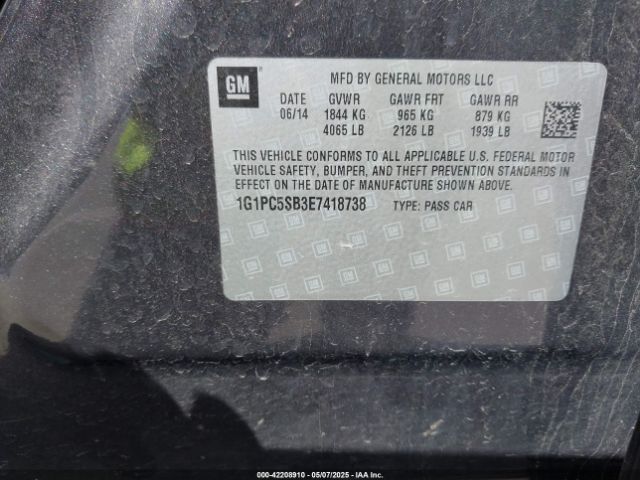 GM
MFD BY GENERAL MOTORS LLC
DATE GVWR GAWR FRT GAWR RR
06/14 1844 KG 965 KG 879 KG
4065 LB 2126 LB 1939 LB
THIS VEHICLE CONFORMS TO ALL APPLICABLE U.S. FEDERAL MOTOR
VEHICLE SAFETY, BUMPER, AND THEFT PREVENTION STANDARDS IN
EFFECT ON THE DATE OF MANUFACTURE SHOWN ABOVE.
1G1PC5SB3E7418738 TYPE: PASS CAR
000-42208910 - 05/07/2025 - IAAI.COM